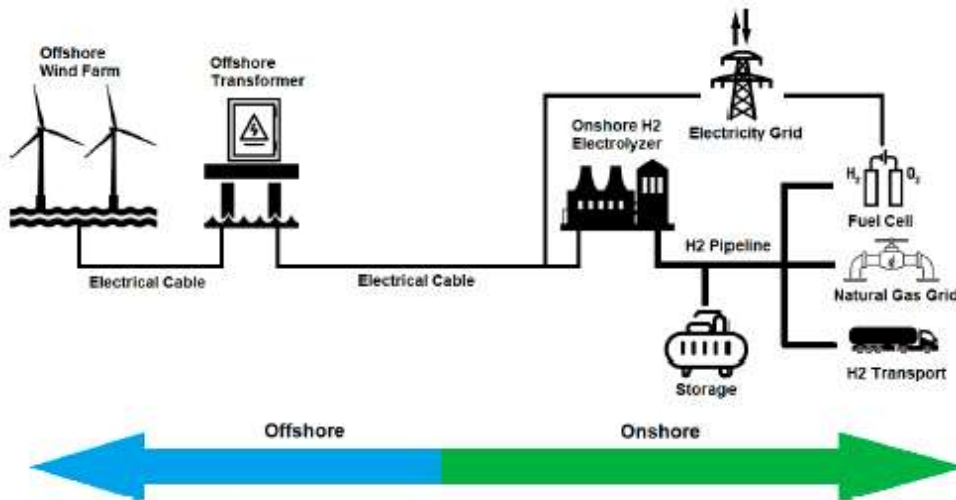 Offshore
Wind Farm
Offshore
Transformer
Onshore H2
Electrolyzer
Electricity Grid
H2 O2
Fuel Cell
H2 Pipeline
Electrical Cable
Electrical Cable
Natural Gas Grid
Storage
H2 Transport
Offshore
Onshore